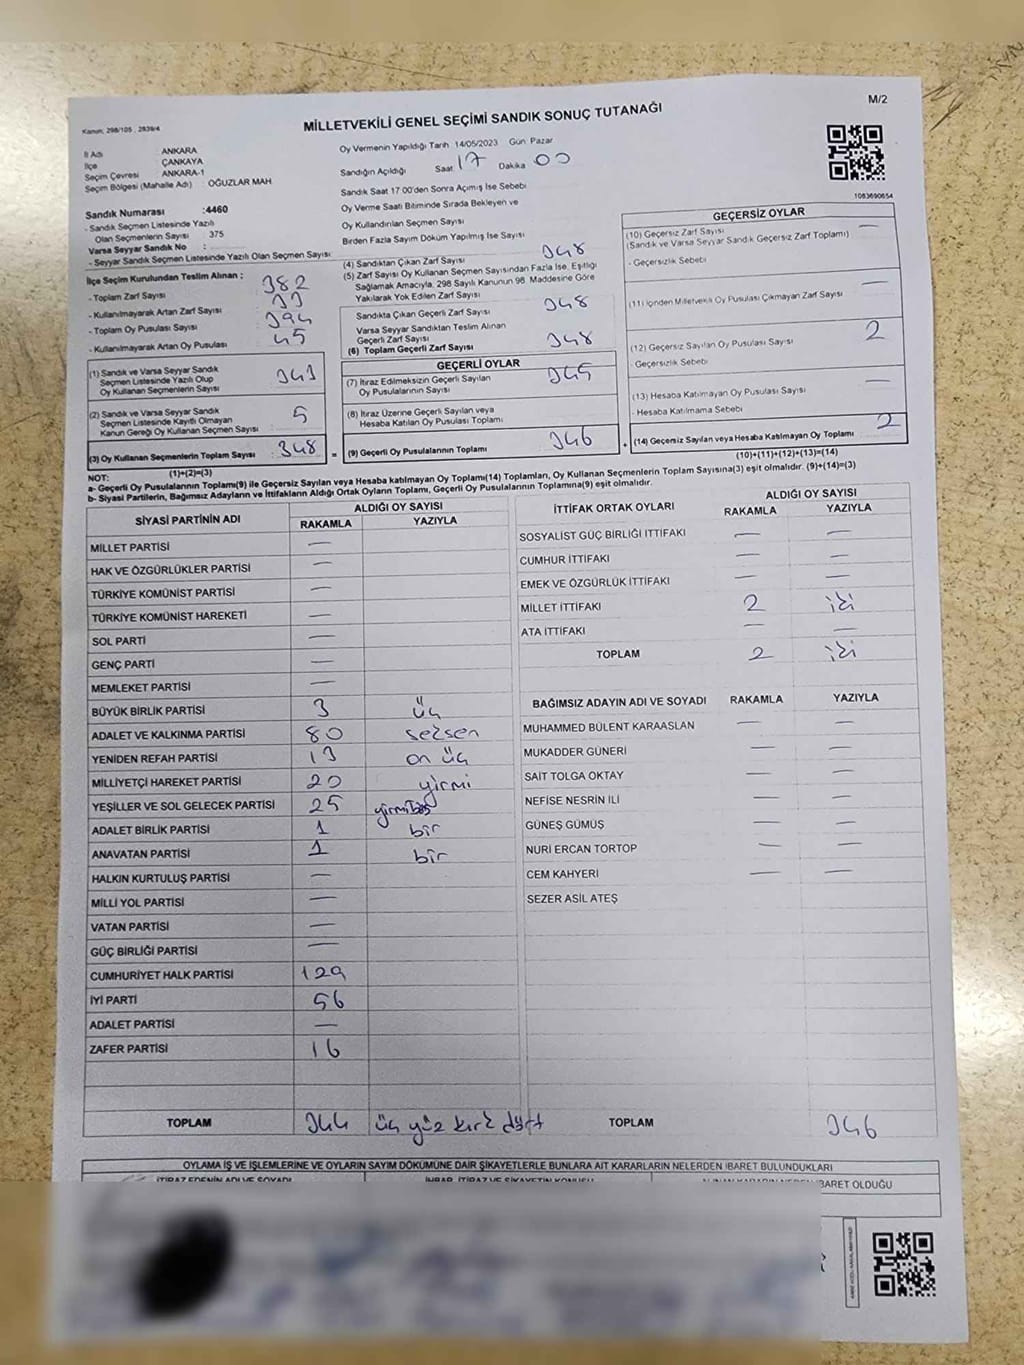 Kanun: 298/105 , 2839/4
M/2
MİLLETVEKİLİ GENEL SEÇİMİ SANDIK SONUÇ TUTANAĞI
İl Adı : ANKARA
İlçe : ÇANKAYA
Seçim Çevresi : ANKARA-1
Seçim Bölgesi (Mahalle Adı) : OĞUZLAR MAH
Sandık Numarası :4460
- Sandık Seçmen Listesinde Yazılı
Olan Seçmenlerin Sayısı 375
Varsa Seyyar Sandık No :
- Seyyar Sandık Seçmen Listesinde Yazılı Olan Seçmen Sayısı
Oy Vermenin Yapıldığı Tarih 14/05/2023 Gün Pazar
Sandığın Açıldığı Saat 17 Dakika 00
Sandık Saat 17 00'den Sonra Açımış İse Sebebi
Oy Verme Saati Bitiminde Sırada Bekleyen ve
Oy Kullandırılan Seçmen Sayısı
Birden Fazla Sayım Döküm Yapılmış İse Sayısı
1083690654
İlçe Seçim Kurulundan Teslim Alınan :
- Toplam Zarf Sayısı 382
- Kullanılmayarak Artan Zarf Sayısı
- Toplam Oy Pusulası Sayısı : 394
- Kullanılmayarak Artan Oy Pusulası : 45
(1) Sandık ve Varsa Seyyar Sandık
Seçmen Listesinde Yazılı Olup
Oy Kullanan Seçmenlerin Sayısı : 343
(2) Sandık ve Varsa Seyyar Sandık
Seçmen Listesinde Kayıtlı Olmayan
Kanun Gereği Oy Kullanan Seçmen Sayısı : 5
(3) Oy Kullanan Seçmenlerin Toplam Sayısı : 348
(1)+(2)=(3)
(4) Sandıktan Çıkan Zarf Sayısı 348
(5) Zarf Sayısı Oy Kullanan Seçmen Sayısından Fazla İse, Eşitliği
Sağlamak Amacıyla, 298 Sayılı Kanunun 98. Maddesine Göre
Yakılarak Yok Edilen Zarf Sayısı
Sandıkta Çıkan Geçerli Zarf Sayısı 348
Varsa Seyyar Sandıktan Teslim Alınan
Geçerli Zarf Sayısı
(6) Toplam Geçerli Zarf Sayısı 348
GEÇERLİ OYLAR
(7) İtiraz Edilmeksizin Geçerli Sayılan
Oy Pusulalarının Sayısı 345
(8) İtiraz Üzerine Geçerli Sayılan veya
Hesaba Katılan Oy Pusulası Toplamı
= (9) Geçerli Oy Pusulalarının Toplamı 346
GEÇERSİZ OYLAR
(10) Geçersiz Zarf Sayısı —
(Sandık ve Varsa Seyyar Sandık Geçersiz Zarf Toplamı)
- Geçersizlik Sebebi
(11) İçinden Milletvekili Oy Pusulası Çıkmayan Zarf Sayısı —
(12) Geçersiz Sayılan Oy Pusulası Sayısı 2
- Geçersizlik Sebebi
(13) Hesaba Katılmayan Oy Pusulası Sayısı —
- Hesaba Katılmama Sebebi
+ (14) Geçersiz Sayılan veya Hesaba Katılmayan Oy Toplamı 2
(10)+(11)+(12)+(13)=(14)
NOT:
a- Geçerli Oy Pusulalarının Toplamı(9) ile Geçersiz Sayılan veya Hesaba katılmayan Oy Toplamı(14) Toplamları, Oy Kullanan Seçmenlerin Toplam Sayısına(3) eşit olmalıdır. (9)+(14)=(3)
b- Siyasi Partilerin, Bağımsız Adayların ve İttifakların Aldığı Ortak Oyların Toplamı, Geçerli Oy Pusulalarının Toplamına(9) eşit olmalıdır.
SİYASİ PARTİNİN ADI ALDIĞI OY SAYISI
RAKAMLA YAZIYLA
MİLLET PARTİSİ —
HAK VE ÖZGÜRLÜKLER PARTİSİ —
TÜRKİYE KOMÜNİST PARTİSİ —
TÜRKİYE KOMÜNİST HAREKETİ —
SOL PARTİ —
GENÇ PARTİ —
MEMLEKET PARTİSİ —
BÜYÜK BİRLİK PARTİSİ 3 üç
ADALET VE KALKINMA PARTİSİ 80 seksen
YENİDEN REFAH PARTİSİ 13 on üç
MİLLİYETÇİ HAREKET PARTİSİ 20 yirmi
YEŞİLLER VE SOL GELECEK PARTİSİ 25 yirmibeş
ADALET BİRLİK PARTİSİ 1 bir
ANAVATAN PARTİSİ 1 bir
HALKIN KURTULUŞ PARTİSİ —
MİLLİ YOL PARTİSİ —
VATAN PARTİSİ —
GÜÇ BİRLİĞİ PARTİSİ —
CUMHURİYET HALK PARTİSİ 129
İYİ PARTİ 56
ADALET PARTİSİ —
ZAFER PARTİSİ 16
TOPLAM 344 üç yüz kırk dört
İTTİFAK ORTAK OYLARI ALDIĞI OY SAYISI
RAKAMLA YAZIYLA
SOSYALİST GÜÇ BİRLİĞİ İTTİFAKI — —
CUMHUR İTTİFAKI — —
EMEK VE ÖZGÜRLÜK İTTİFAKI — —
MİLLET İTTİFAKI 2 iki
ATA İTTİFAKI — —
TOPLAM 2 iki
BAĞIMSIZ ADAYIN ADI VE SOYADI RAKAMLA YAZIYLA
MUHAMMED BÜLENT KARAASLAN — —
MUKADDER GÜNERİ — —
SAİT TOLGA OKTAY — —
NEFİSE NESRİN İLİ — —
GÜNEŞ GÜMÜŞ — —
NURİ ERCAN TORTOP — —
CEM KAHYERİ — —
SEZER ASİL ATEŞ
TOPLAM 346
OYLAMA İŞ VE İŞLEMLERİNE VE OYLARIN SAYIM DÖKÜMÜNE DAİR ŞİKAYETLERLE BUNLARA AİT KARARLARIN NELERDEN İBARET BULUNDUKLARI
İTİRAZ EDENİN ADI VE SOYADI İHBAR, İTİRAZ VE ŞİKAYETİN KONUSU İBARET OLDUĞU